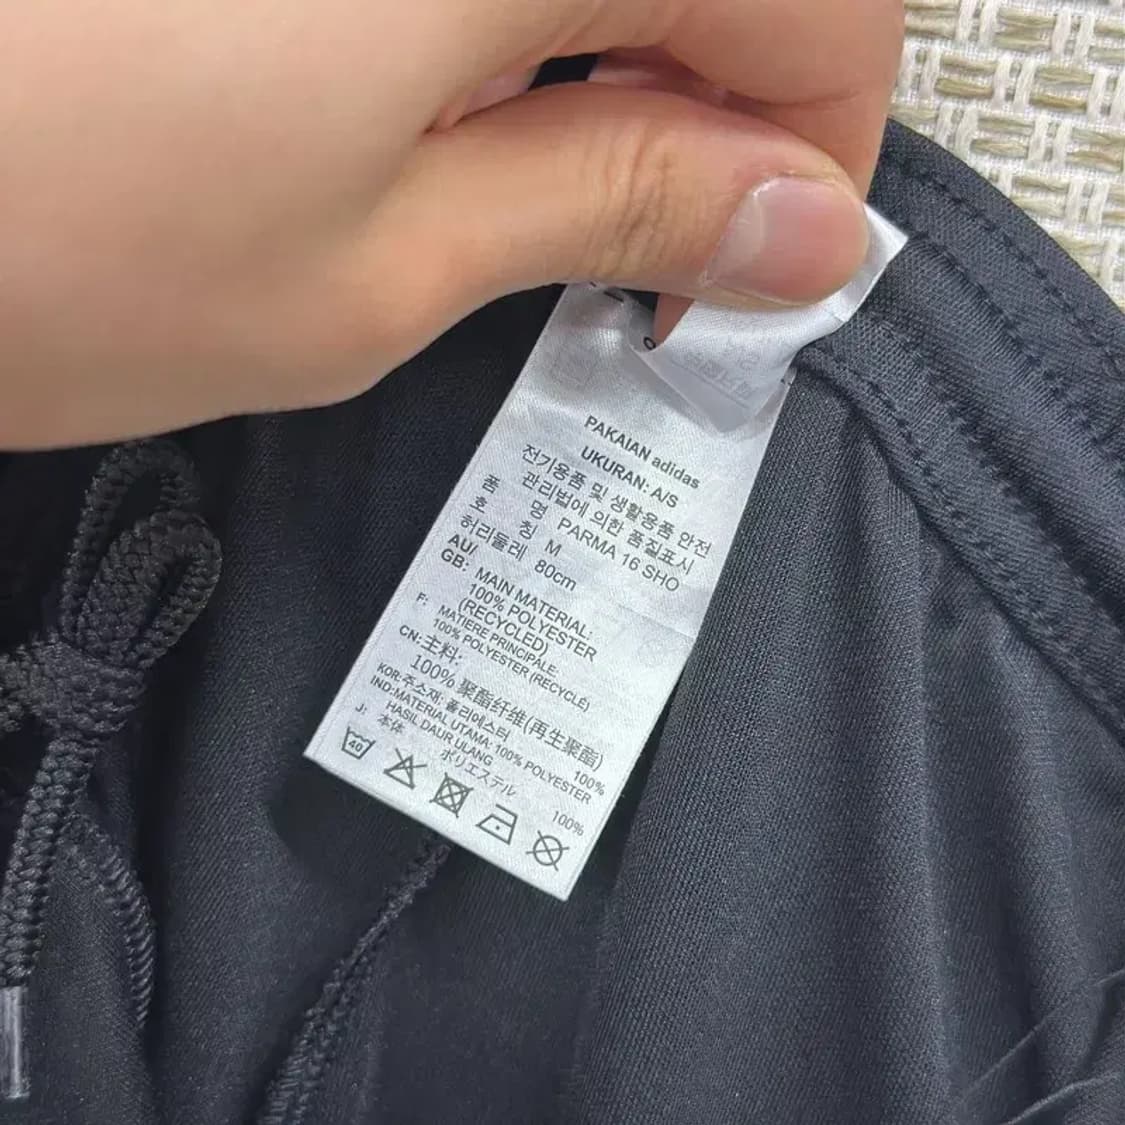 PAKAIAN adidas
UKURAN: A/S
전기용품 및 생활용품 안전
관리법에 의한 품질표시
품 명 PARMA 16 SHO
호 칭 M
허리둘레 80cm
AU/
GB: MAIN MATERIAL:
100% POLYESTER
(RECYCLED)
F: MATIERE PRINCIPALE:
100% POLYESTER (RECYCLÉ)
CN: 主料:
100% 聚酯纤维(再生聚酯)
KOR: 주소재: 폴리에스터 100%
IND: MATERIAL UTAMA: 100% POLYESTER
HASIL DAUR ULANG
J: 本体
ポリエステル 100%
40